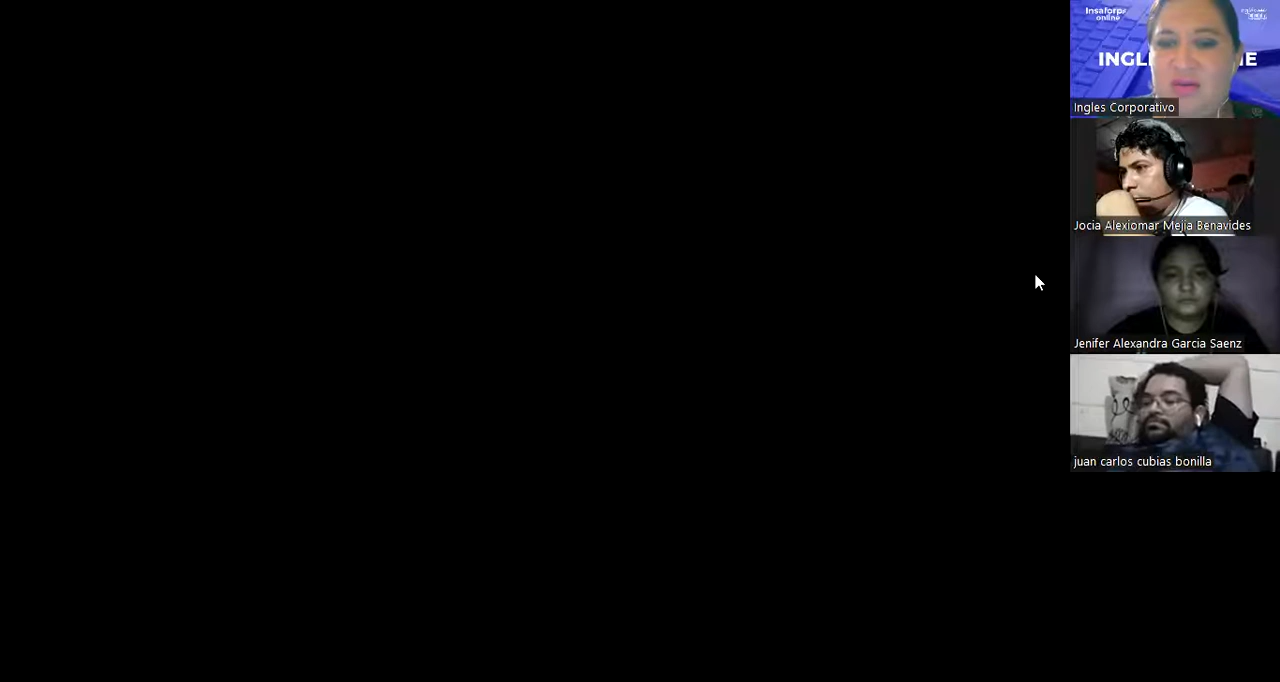 Insaforp
online
INGL
E
Ingles Corporativo
Jocia Alexiomar Mejia Benavides
Jenifer Alexandra Garcia Saenz
juan carlos cubias bonilla